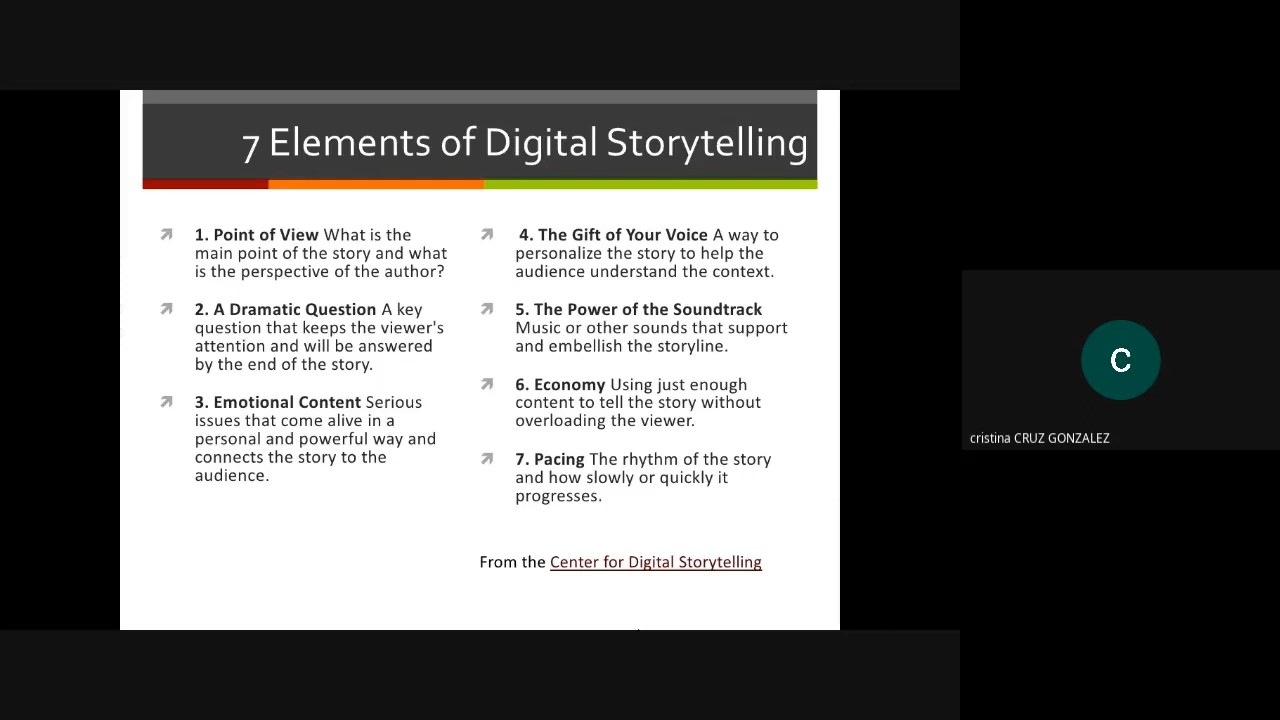 7 Elements of Digital Storytelling
1. Point of View What is the
main point of the story and what
is the perspective of the author?
2. A Dramatic Question A key
question that keeps the viewer's
attention and will be answered
by the end of the story.
3. Emotional Content Serious
issues that come alive in a
personal and powerful way and
connects the story to the
audience.
4. The Gift of Your Voice A way to
personalize the story to help the
audience understand the context.
5. The Power of the Soundtrack
Music or other sounds that support
and embellish the storyline.
6. Economy Using just enough
content to tell the story without
overloading the viewer.
7. Pacing The rhythm of the story
and how slowly or quickly it
progresses.
From the Center for Digital Storytelling
C
cristina CRUZ GONZALEZ